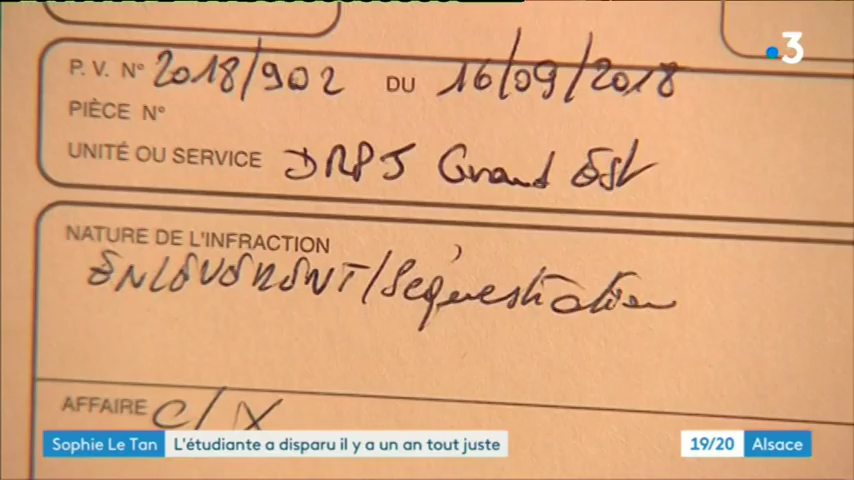 3
P. V. N° 2018/902 DU 16/09/2018
PIÈCE N°
UNITÉ OU SERVICE DRPJ Grand Est
NATURE DE L'INFRACTION
ENLEVEMENT/Séquestration
AFFAIRE C/ X
Sophie Le Tan L'étudiante a disparu il y a un an tout juste 19/20 Alsace